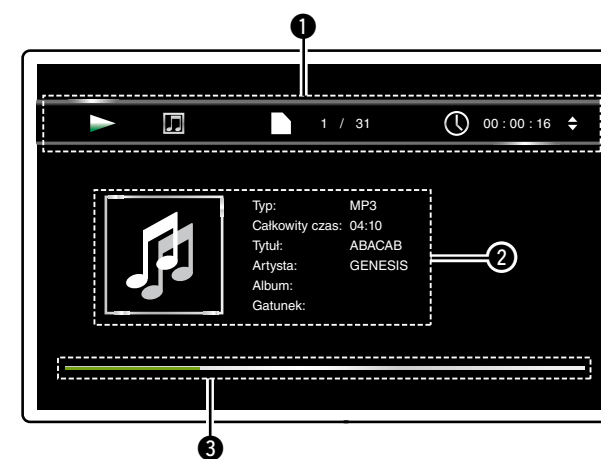 1
1 / 31 00 : 00 : 16
Typ: MP3
Całkowity czas: 04:10
Tytuł: ABACAB
Artysta: GENESIS
Album:
Gatunek:
2
3